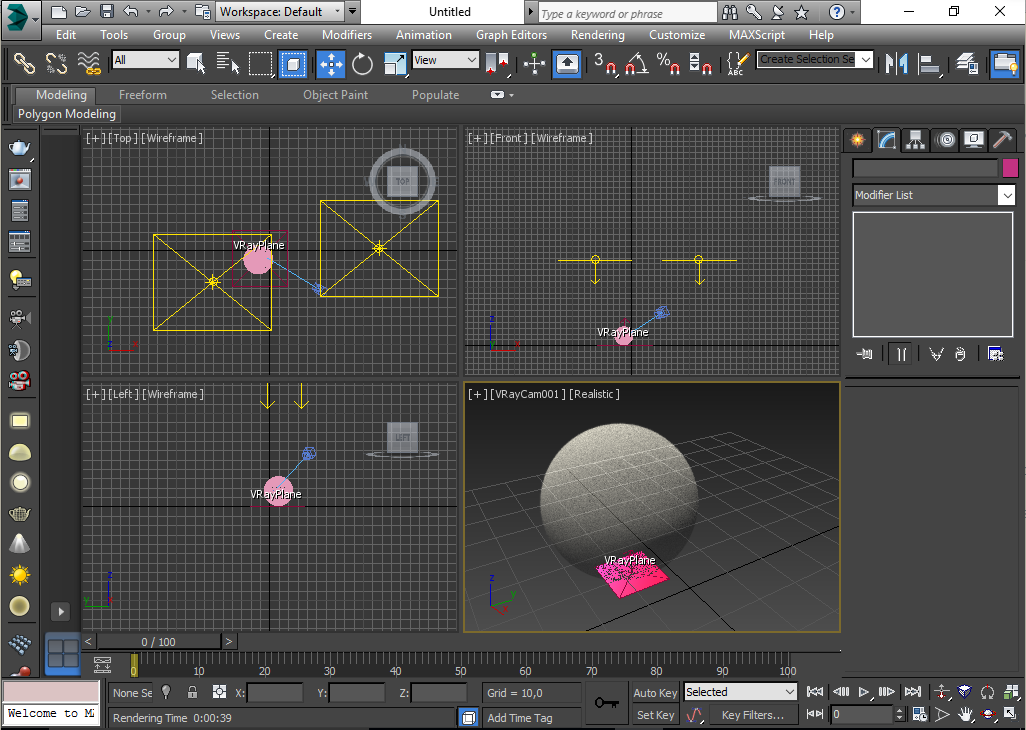 Workspace: Default
Untitled
Type a keyword or phrase
Edit Tools Group Views Create Modifiers Animation Graph Editors Rendering Customize MAXScript Help
All
View
3
%
ABC
Create Selection Se
Modeling Freeform Selection Object Paint Populate
Polygon Modeling
[+] [Top] [Wireframe]
TOP
VRayPlane
y
x
z
[+] [Front] [Wireframe]
FRONT
VRayPlane
z
x
[+] [Left] [Wireframe]
LEFT
VRayPlane
z
y
[+] [VRayCam001] [Realistic]
VRayPlane
z
y
x
Modifier List
< 0 / 100 >
0 10 20 30 40 50 60 70 80 90 100
None Se
X:
Y:
Z:
Grid = 10,0
Auto Key
Selected
Welcome to M
Rendering Time 0:00:39
Add Time Tag
Set Key
Key Filters...
0